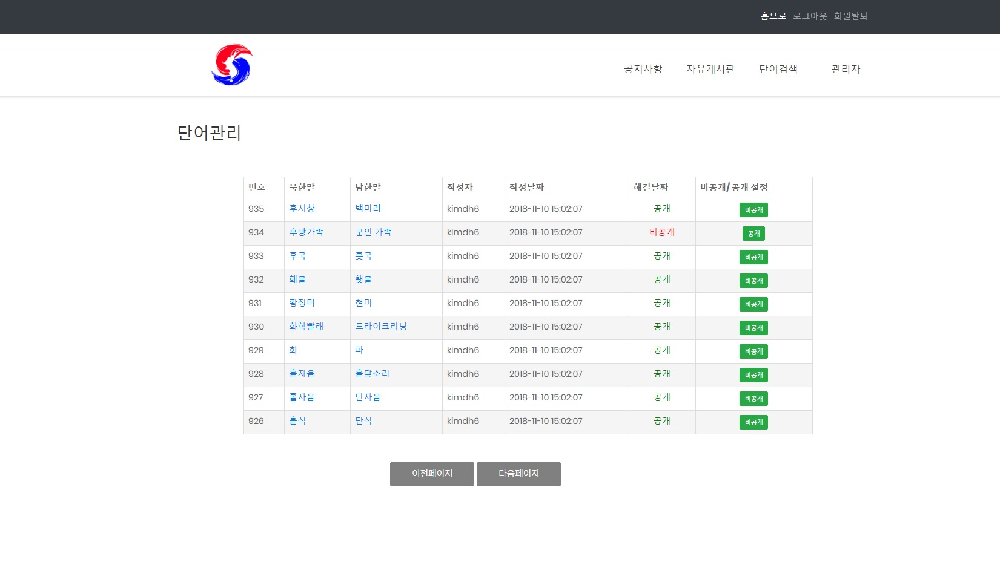 홈으로 로그아웃 회원탈퇴
공지사항 자유게시판 단어검색 관리자
단어관리
번호 북한말 남한말 작성자 작성날짜 해결날짜 비공개/공개 설정
935 후시창 백미러 kimdh6 2018-11-10 15:02:07 공개 비공개
934 후방가족 군인 가족 kimdh6 2018-11-10 15:02:07 비공개 공개
933 후국 훗국 kimdh6 2018-11-10 15:02:07 공개 비공개
932 홰불 횃불 kimdh6 2018-11-10 15:02:07 공개 비공개
931 황정미 현미 kimdh6 2018-11-10 15:02:07 공개 비공개
930 화학빨래 드라이크리닝 kimdh6 2018-11-10 15:02:07 공개 비공개
929 화 파 kimdh6 2018-11-10 15:02:07 공개 비공개
928 홑자음 홑닿소리 kimdh6 2018-11-10 15:02:07 공개 비공개
927 홑자음 단자음 kimdh6 2018-11-10 15:02:07 공개 비공개
926 홑식 단식 kimdh6 2018-11-10 15:02:07 공개 비공개
이전페이지 다음페이지